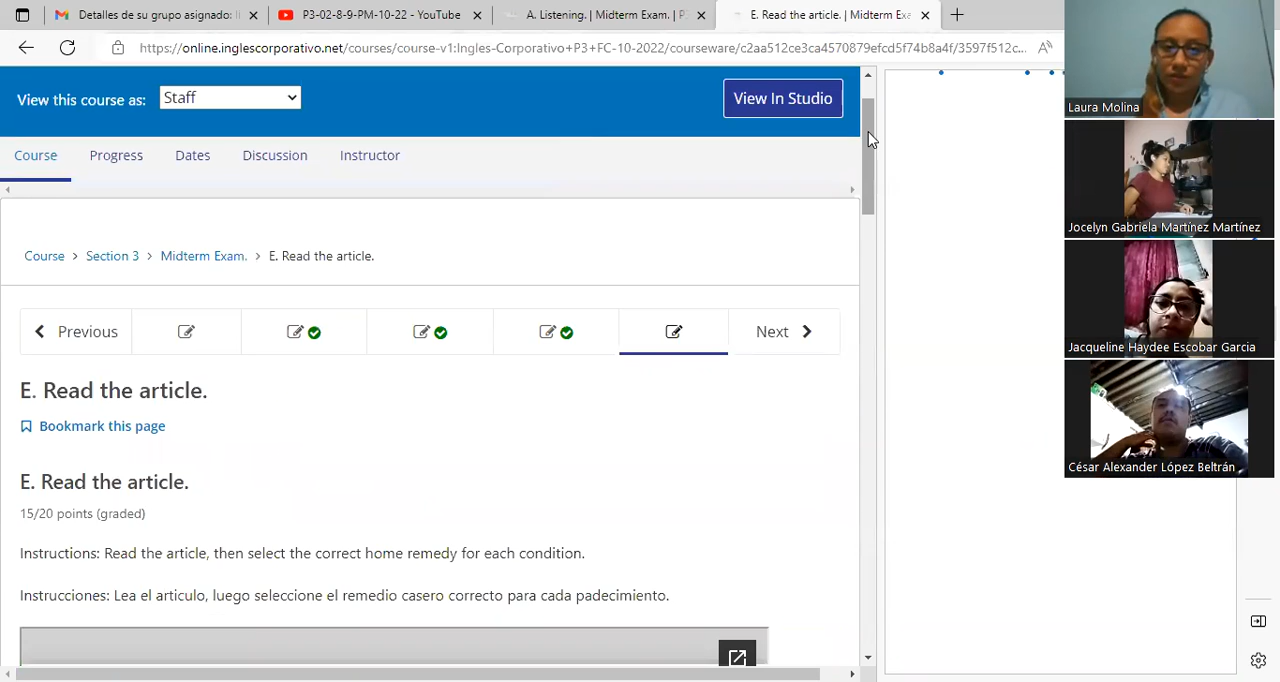 Detalles de su grupo asignado: li
P3-02-8-9-PM-10-22 - YouTube
A. Listening. | Midterm Exam. | P
E. Read the article. | Midterm Exa
https://online.inglescorporativo.net/courses/course-v1:Ingles-Corporativo+P3+FC-10-2022/courseware/c2aa512ce3ca4570879efcd5f74b8a4f/3597f512c...
View this course as:
Staff
View In Studio
Course
Progress
Dates
Discussion
Instructor
Course > Section 3 > Midterm Exam. > E. Read the article.
Previous
Next
E. Read the article.
Bookmark this page
E. Read the article.
15/20 points (graded)
Instructions: Read the article, then select the correct home remedy for each condition.
Instrucciones: Lea el articulo, luego seleccione el remedio casero correcto para cada padecimiento.
Laura Molina
Jocelyn Gabriela Martínez Martínez
Jacqueline Haydee Escobar Garcia
César Alexander López Beltrán